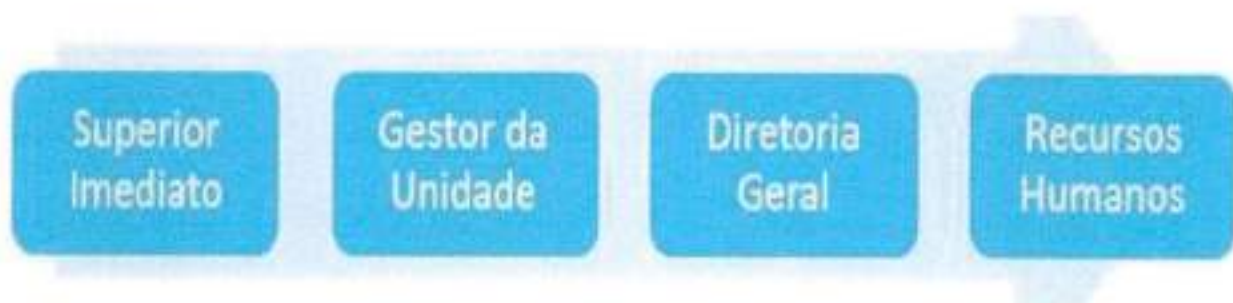 Superior
Imediato
Gestor da
Unidade
Diretoria
Geral
Recursos
Humanos